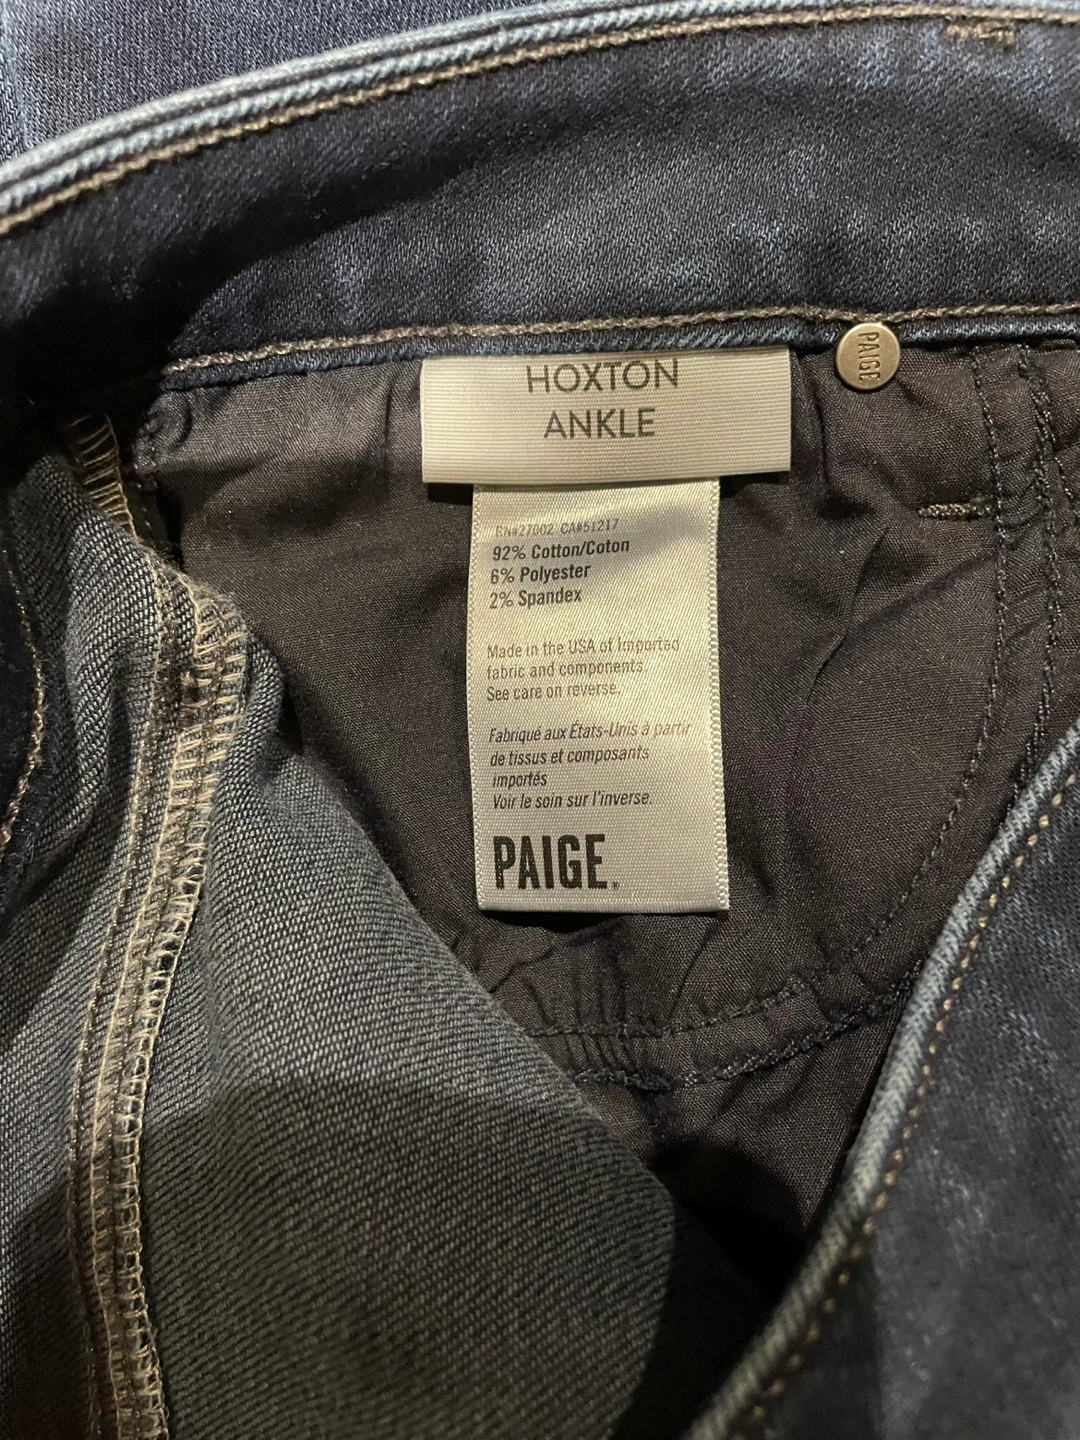 HOXTON
ANKLE
PAIGE
RN#27002 CA#51217
92% Cotton/Coton
6% Polyester
2% Spandex
Made in the USA of Imported
fabric and components.
See care on reverse.
Fabriqué aux États-Unis à partir
de tissus et composants
importés
Voir le soin sur l'inverse.
PAIGE.